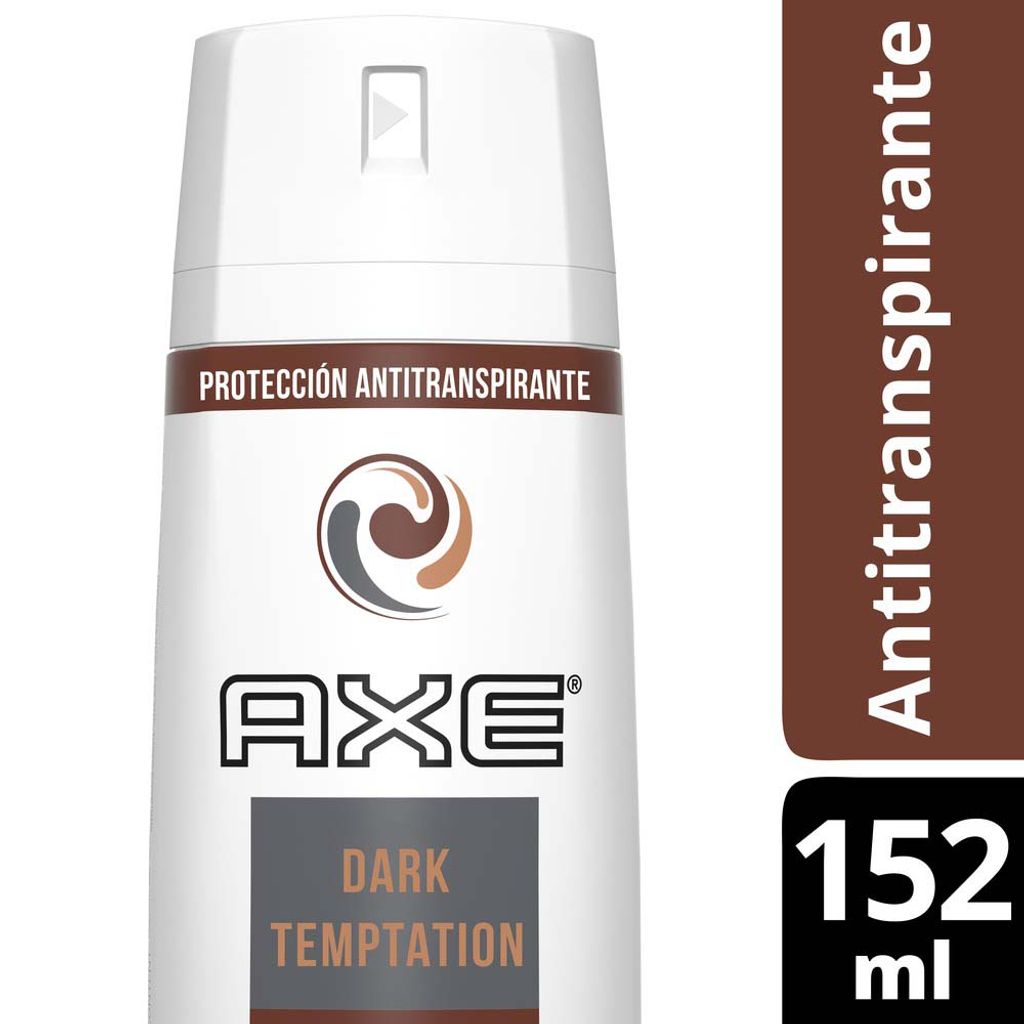 PROTECCIÓN ANTITRANSPIRANTE
AXE®
DARK
TEMPTATION
Antitranspirante
152
ml